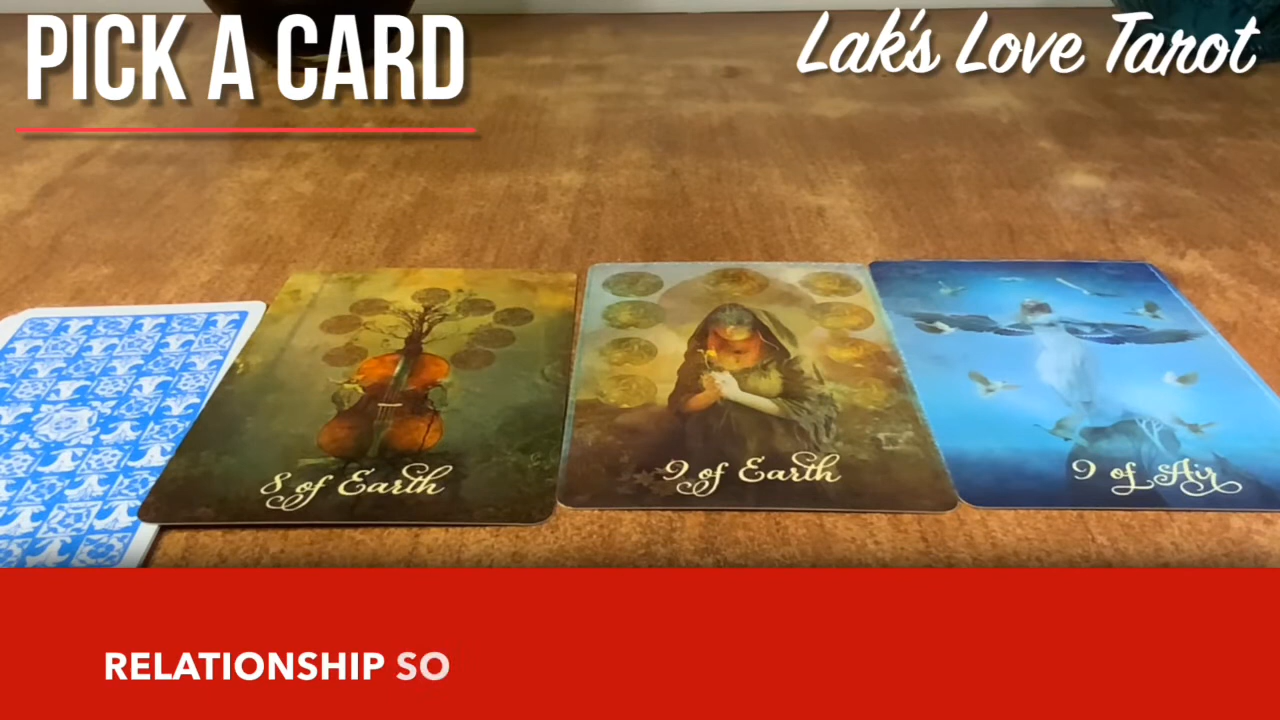 PICK A CARD
Lak's Love Tarot
8 of Earth
9 of Earth
9 of Air
RELATIONSHIP SO